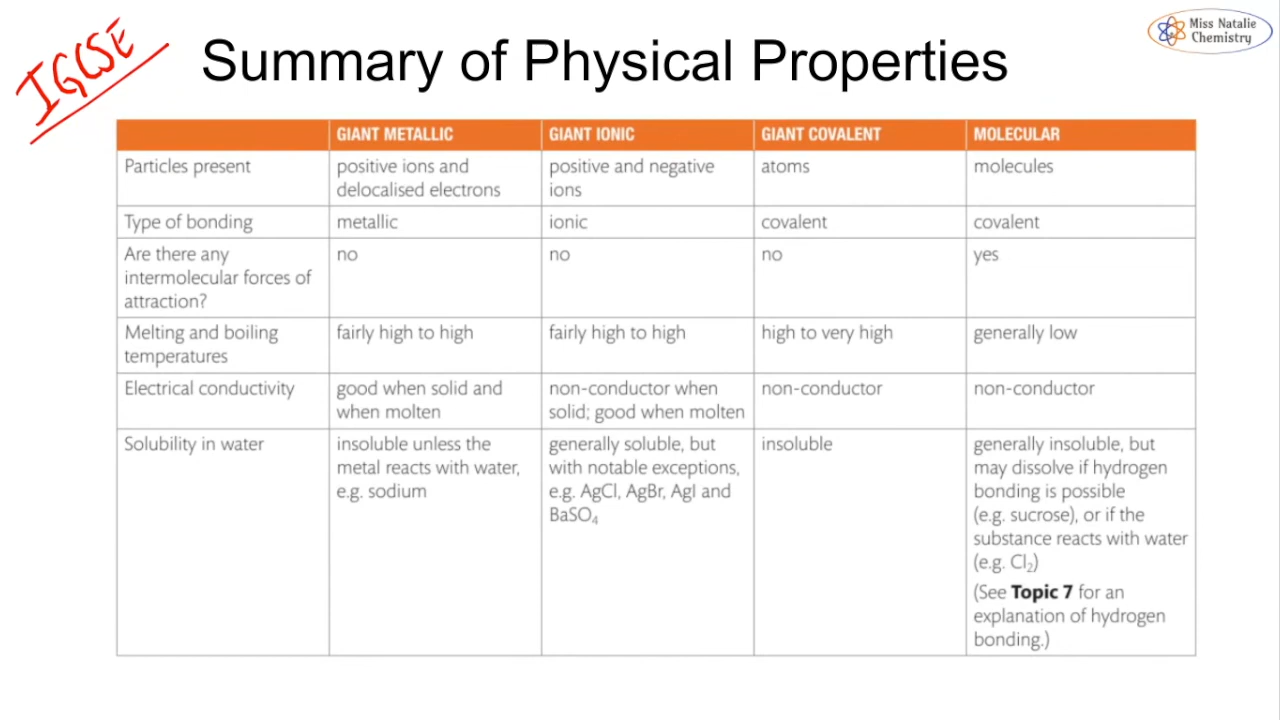 IGCSE
Summary of Physical Properties
Miss Natalie
Chemistry
GIANT METALLIC GIANT IONIC GIANT COVALENT MOLECULAR
Particles present positive ions and positive and negative atoms molecules
delocalised electrons ions
Type of bonding metallic ionic covalent covalent
Are there any no no no yes
intermolecular forces of
attraction?
Melting and boiling fairly high to high fairly high to high high to very high generally low
temperatures
Electrical conductivity good when solid and non-conductor when non-conductor non-conductor
when molten solid; good when molten
Solubility in water insoluble unless the generally soluble, but insoluble generally insoluble, but
metal reacts with water, with notable exceptions, may dissolve if hydrogen
e.g. sodium e.g. AgCl, AgBr, AgI and bonding is possible
BaSO₄ (e.g. sucrose), or if the
substance reacts with water
(e.g. Cl₂)
(See Topic 7 for an
explanation of hydrogen
bonding.)